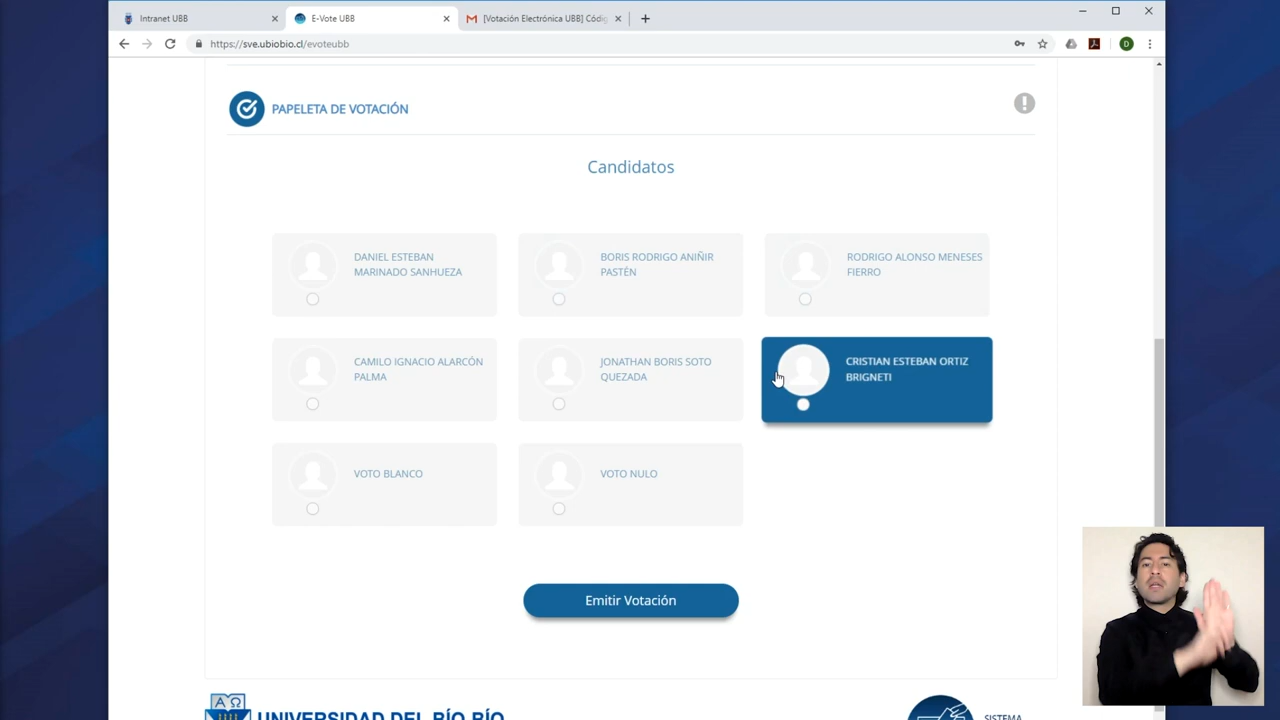 Intranet UBB
E-Vote UBB
[Votación Electrónica UBB] Códig
https://sve.ubiobio.cl/evoteubb
D
PAPELETA DE VOTACIÓN
Candidatos
DANIEL ESTEBAN
MARINADO SANHUEZA
BORIS RODRIGO ANIÑIR
PASTÉN
RODRIGO ALONSO MENESES
FIERRO
CAMILO IGNACIO ALARCÓN
PALMA
JONATHAN BORIS SOTO
QUEZADA
CRISTIAN ESTEBAN ORTIZ
BRIGNETI
VOTO BLANCO
VOTO NULO
Emitir Votación
ΑΩ
UNIVERSIDAD DEL BÍO BÍO
SISTEMA